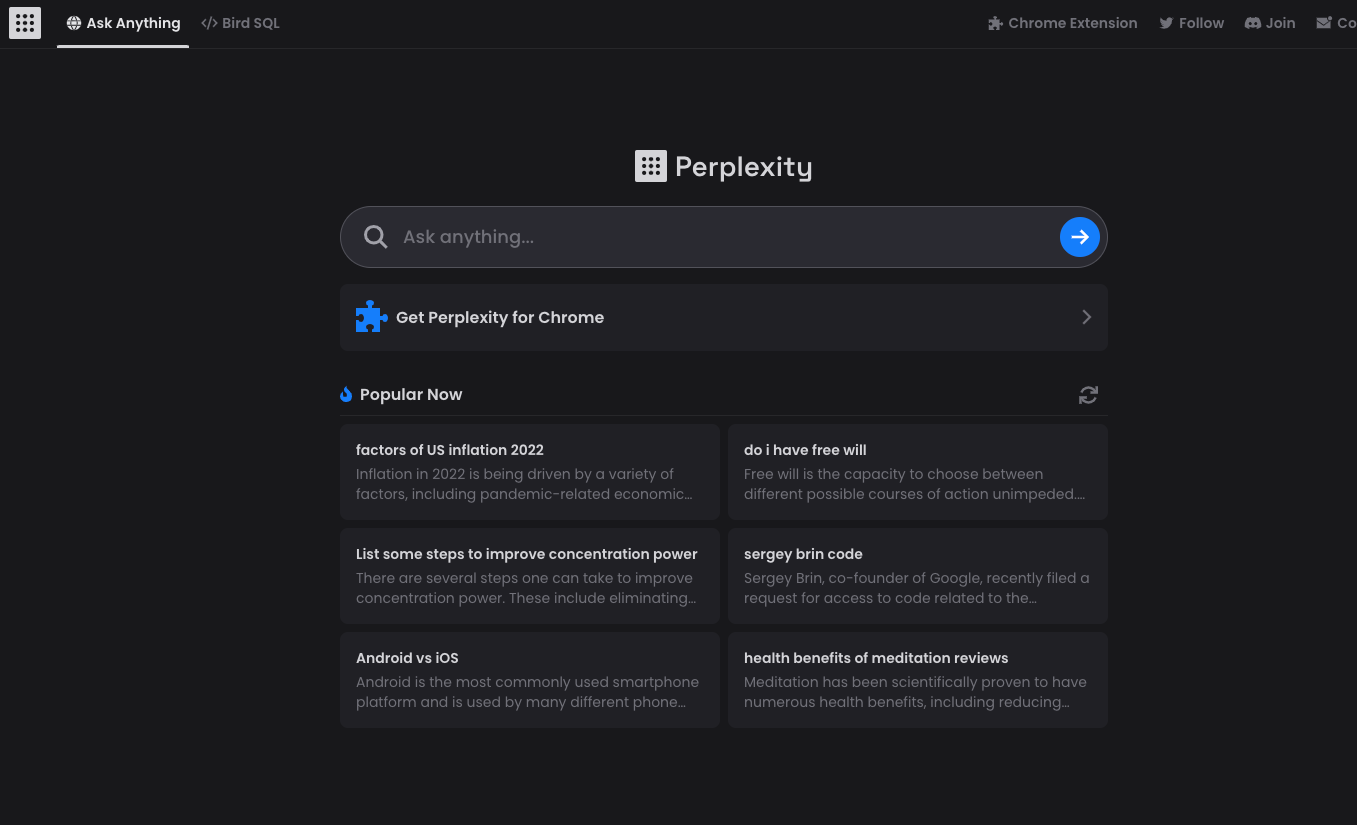 Ask Anything
</> Bird SQL
Chrome Extension
Follow
Join
Co
Perplexity
Ask anything...
Get Perplexity for Chrome
Popular Now
factors of US inflation 2022
Inflation in 2022 is being driven by a variety of
factors, including pandemic-related economic...
do i have free will
Free will is the capacity to choose between
different possible courses of action unimpeded....
List some steps to improve concentration power
There are several steps one can take to improve
concentration power. These include eliminating...
sergey brin code
Sergey Brin, co-founder of Google, recently filed a
request for access to code related to the...
Android vs iOS
Android is the most commonly used smartphone
platform and is used by many different phone...
health benefits of meditation reviews
Meditation has been scientifically proven to have
numerous health benefits, including reducing...